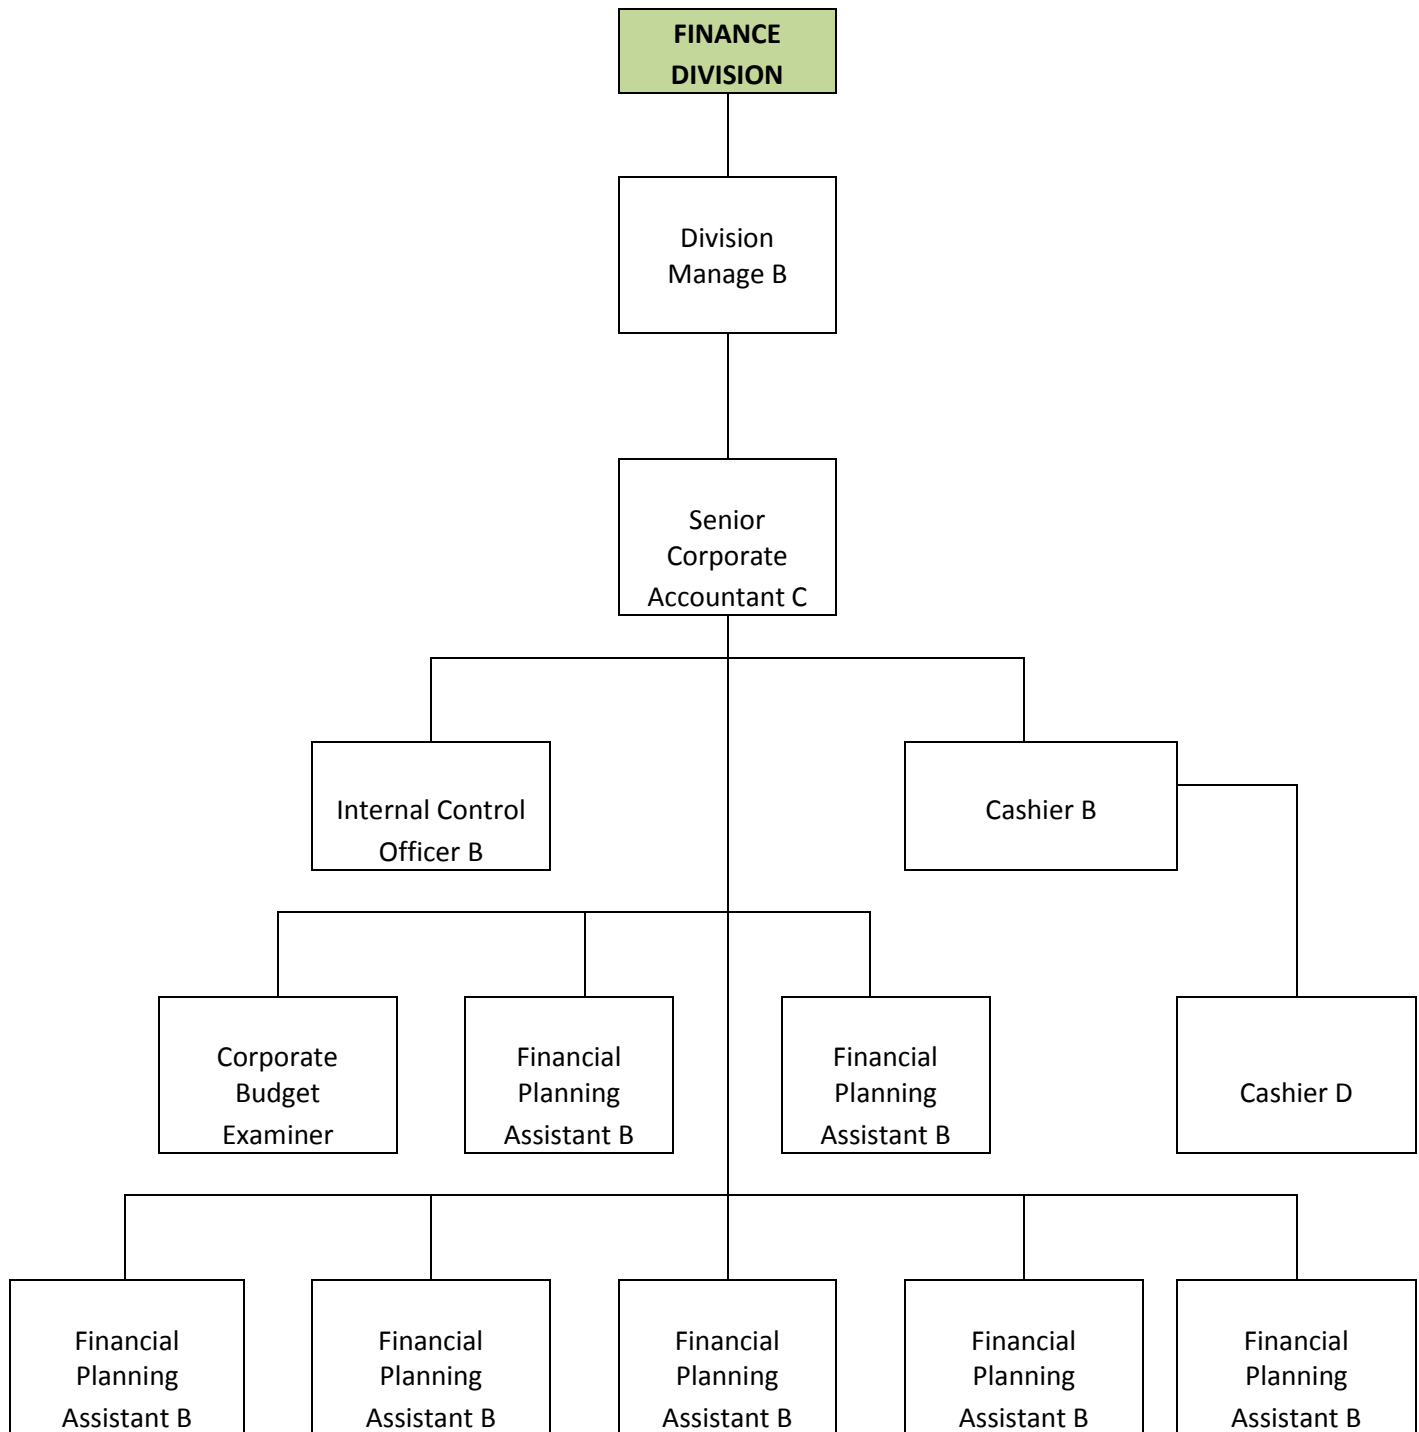 FINANCE
DIVISION
Division
Manage B
Senior
Corporate
Accountant C
Internal Control
Officer B
Cashier B
Corporate
Budget
Examiner
Financial
Planning
Assistant B
Financial
Planning
Assistant B
Cashier D
Financial
Planning
Assistant B
Financial
Planning
Assistant B
Financial
Planning
Assistant B
Financial
Planning
Assistant B
Financial
Planning
Assistant B